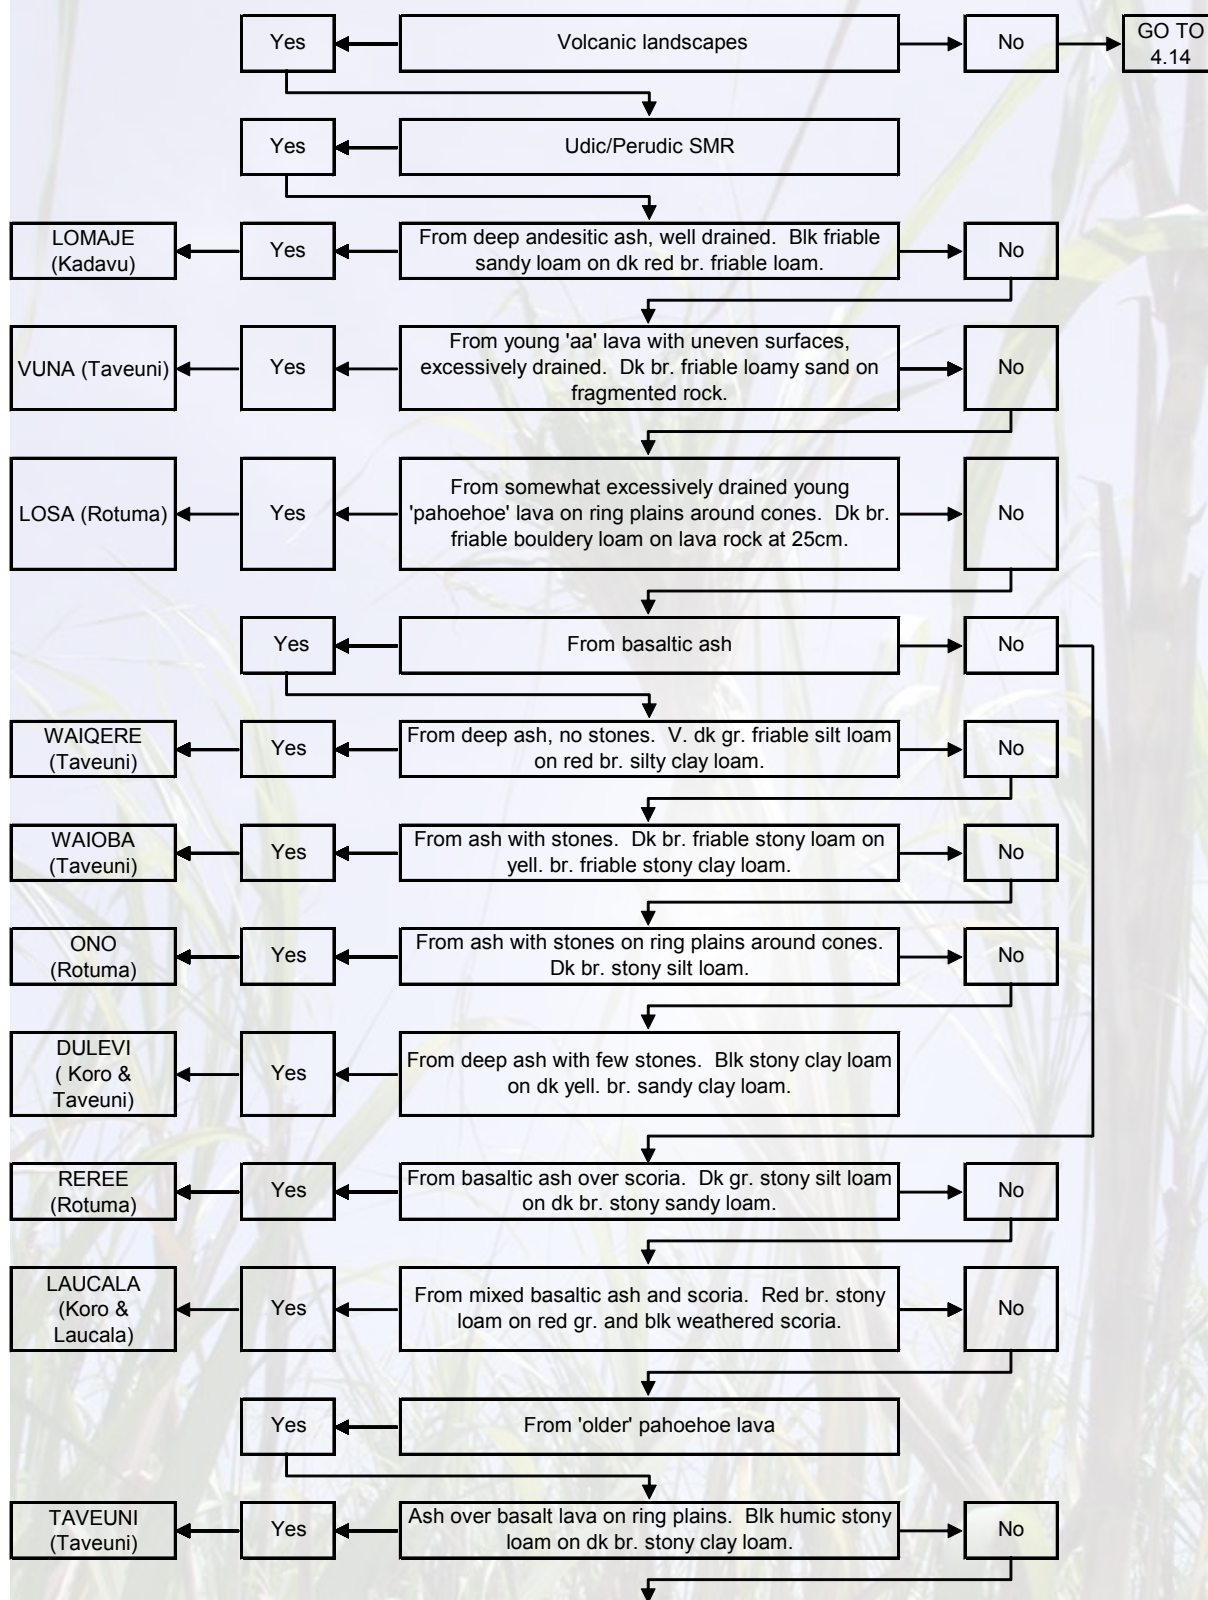 Yes
Volcanic landscapes
No
GO TO
4.14
Yes
Udic/Perudic SMR
LOMAJE
(Kadavu)
Yes
From deep andesitic ash, well drained. Blk friable
sandy loam on dk red br. friable loam.
No
VUNA (Taveuni)
Yes
From young 'aa' lava with uneven surfaces,
excessively drained. Dk br. friable loamy sand on
fragmented rock.
No
LOSA (Rotuma)
Yes
From somewhat excessively drained young
'pahoehoe' lava on ring plains around cones. Dk br.
friable bouldery loam on lava rock at 25cm.
No
Yes
From basaltic ash
No
WAIQERE
(Taveuni)
Yes
From deep ash, no stones. V. dk gr. friable silt loam
on red br. silty clay loam.
No
WAIOBA
(Taveuni)
Yes
From ash with stones. Dk br. friable stony loam on
yell. br. friable stony clay loam.
No
ONO
(Rotuma)
Yes
From ash with stones on ring plains around cones.
Dk br. stony silt loam.
No
DULEVI
( Koro &
Taveuni)
Yes
From deep ash with few stones. Blk stony clay loam
on dk yell. br. sandy clay loam.
REREE
(Rotuma)
Yes
From basaltic ash over scoria. Dk gr. stony silt loam
on dk br. stony sandy loam.
No
LAUCALA
(Koro &
Laucala)
Yes
From mixed basaltic ash and scoria. Red br. stony
loam on red gr. and blk weathered scoria.
No
Yes
From 'older' pahoehoe lava
TAVEUNI
(Taveuni)
Yes
Ash over basalt lava on ring plains. Blk humic stony
loam on dk br. stony clay loam.
No